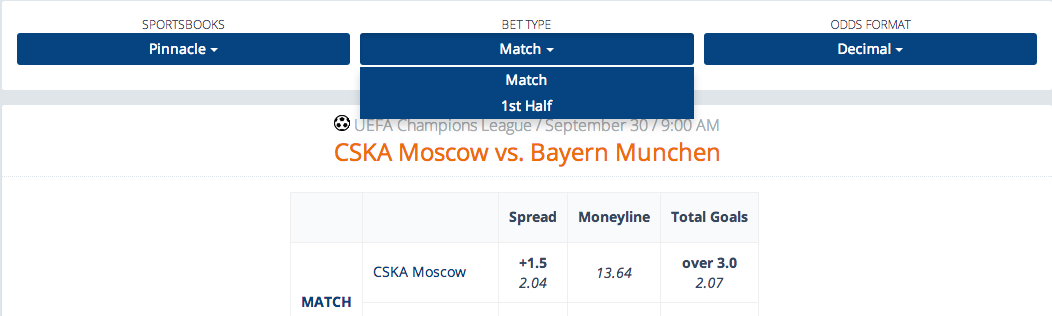 SPORTSBOOKS BET TYPE ODDS FORMAT
Pinnacle Match Decimal
Match
1st Half
UEFA Champions League / September 30 / 9:00 AM
CSKA Moscow vs. Bayern Munchen
Spread Moneyline Total Goals
+1.5 over 3.0
CSKA Moscow 13.64
2.04 2.07
MATCH